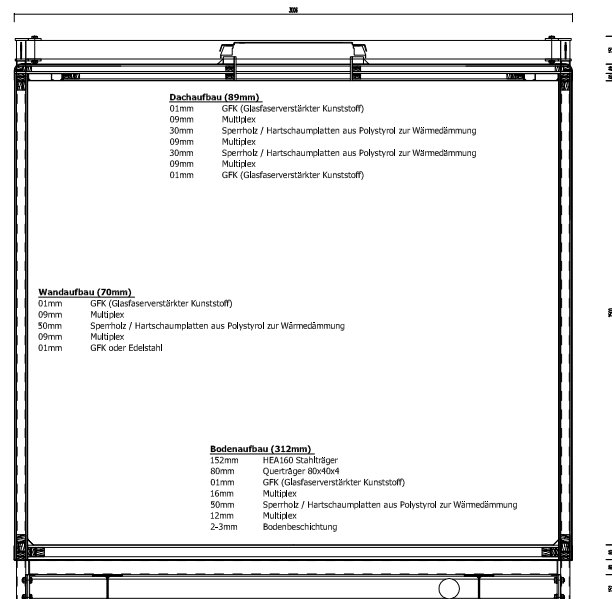 Dachaufbau (89mm)
01mm GFK (Glasfaserverstärkter Kunststoff)
09mm Multiplex
30mm Sperrholz / Hartschaumplatten aus Polystyrol zur Wärmedämmung
09mm Multiplex
30mm Sperrholz / Hartschaumplatten aus Polystyrol zur Wärmedämmung
09mm Multiplex
01mm GFK (Glasfaserverstärkter Kunststoff)
Wandaufbau (70mm)
01mm GFK (Glasfaserverstärkter Kunststoff)
09mm Multiplex
50mm Sperrholz / Hartschaumplatten aus Polystyrol zur Wärmedämmung
09mm Multiplex
01mm GFK oder Edelstahl
Bodenaufbau (312mm)
152mm HEA160 Stahlträger
80mm Querträger 80x40x4
01mm GFK (Glasfaserverstärkter Kunststoff)
16mm Multiplex
50mm Sperrholz / Hartschaumplatten aus Polystyrol zur Wärmedämmung
12mm Multiplex
2-3mm Bodenbeschichtung